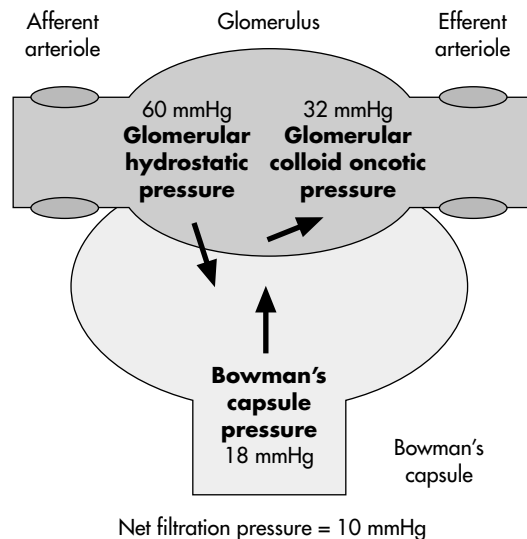 Afferent
arteriole
Glomerulus
Efferent
arteriole
60 mmHg
Glomerular
hydrostatic
pressure
32 mmHg
Glomerular
colloid oncotic
pressure
Bowman's
capsule
pressure
18 mmHg
Bowman's
capsule
Net filtration pressure = 10 mmHg